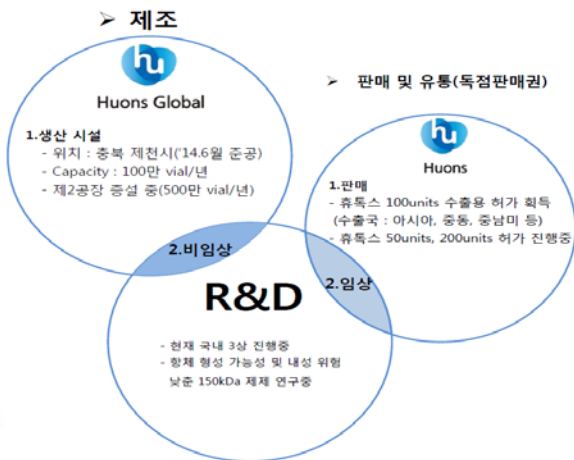 ➢ 제조
hu
Huons Global
1.생산 시설
- 위치 : 충북 제천시('14.6월 준공)
- Capacity : 100만 vial/년
- 제2공장 증설 중(500만 vial/년)
➢ 판매 및 유통(독점판매권)
hu
Huons
1.판매
- 휴톡스 100units 수출용 허가 획득
(수출국 : 아시아, 중동, 중남미 등)
- 휴톡스 50units, 200units 허가 진행중
2.비임상
2.임상
R&D
- 현재 국내 3상 진행중
- 항체 형성 가능성 및 내성 위험
낮춘 150kDa 제제 연구중